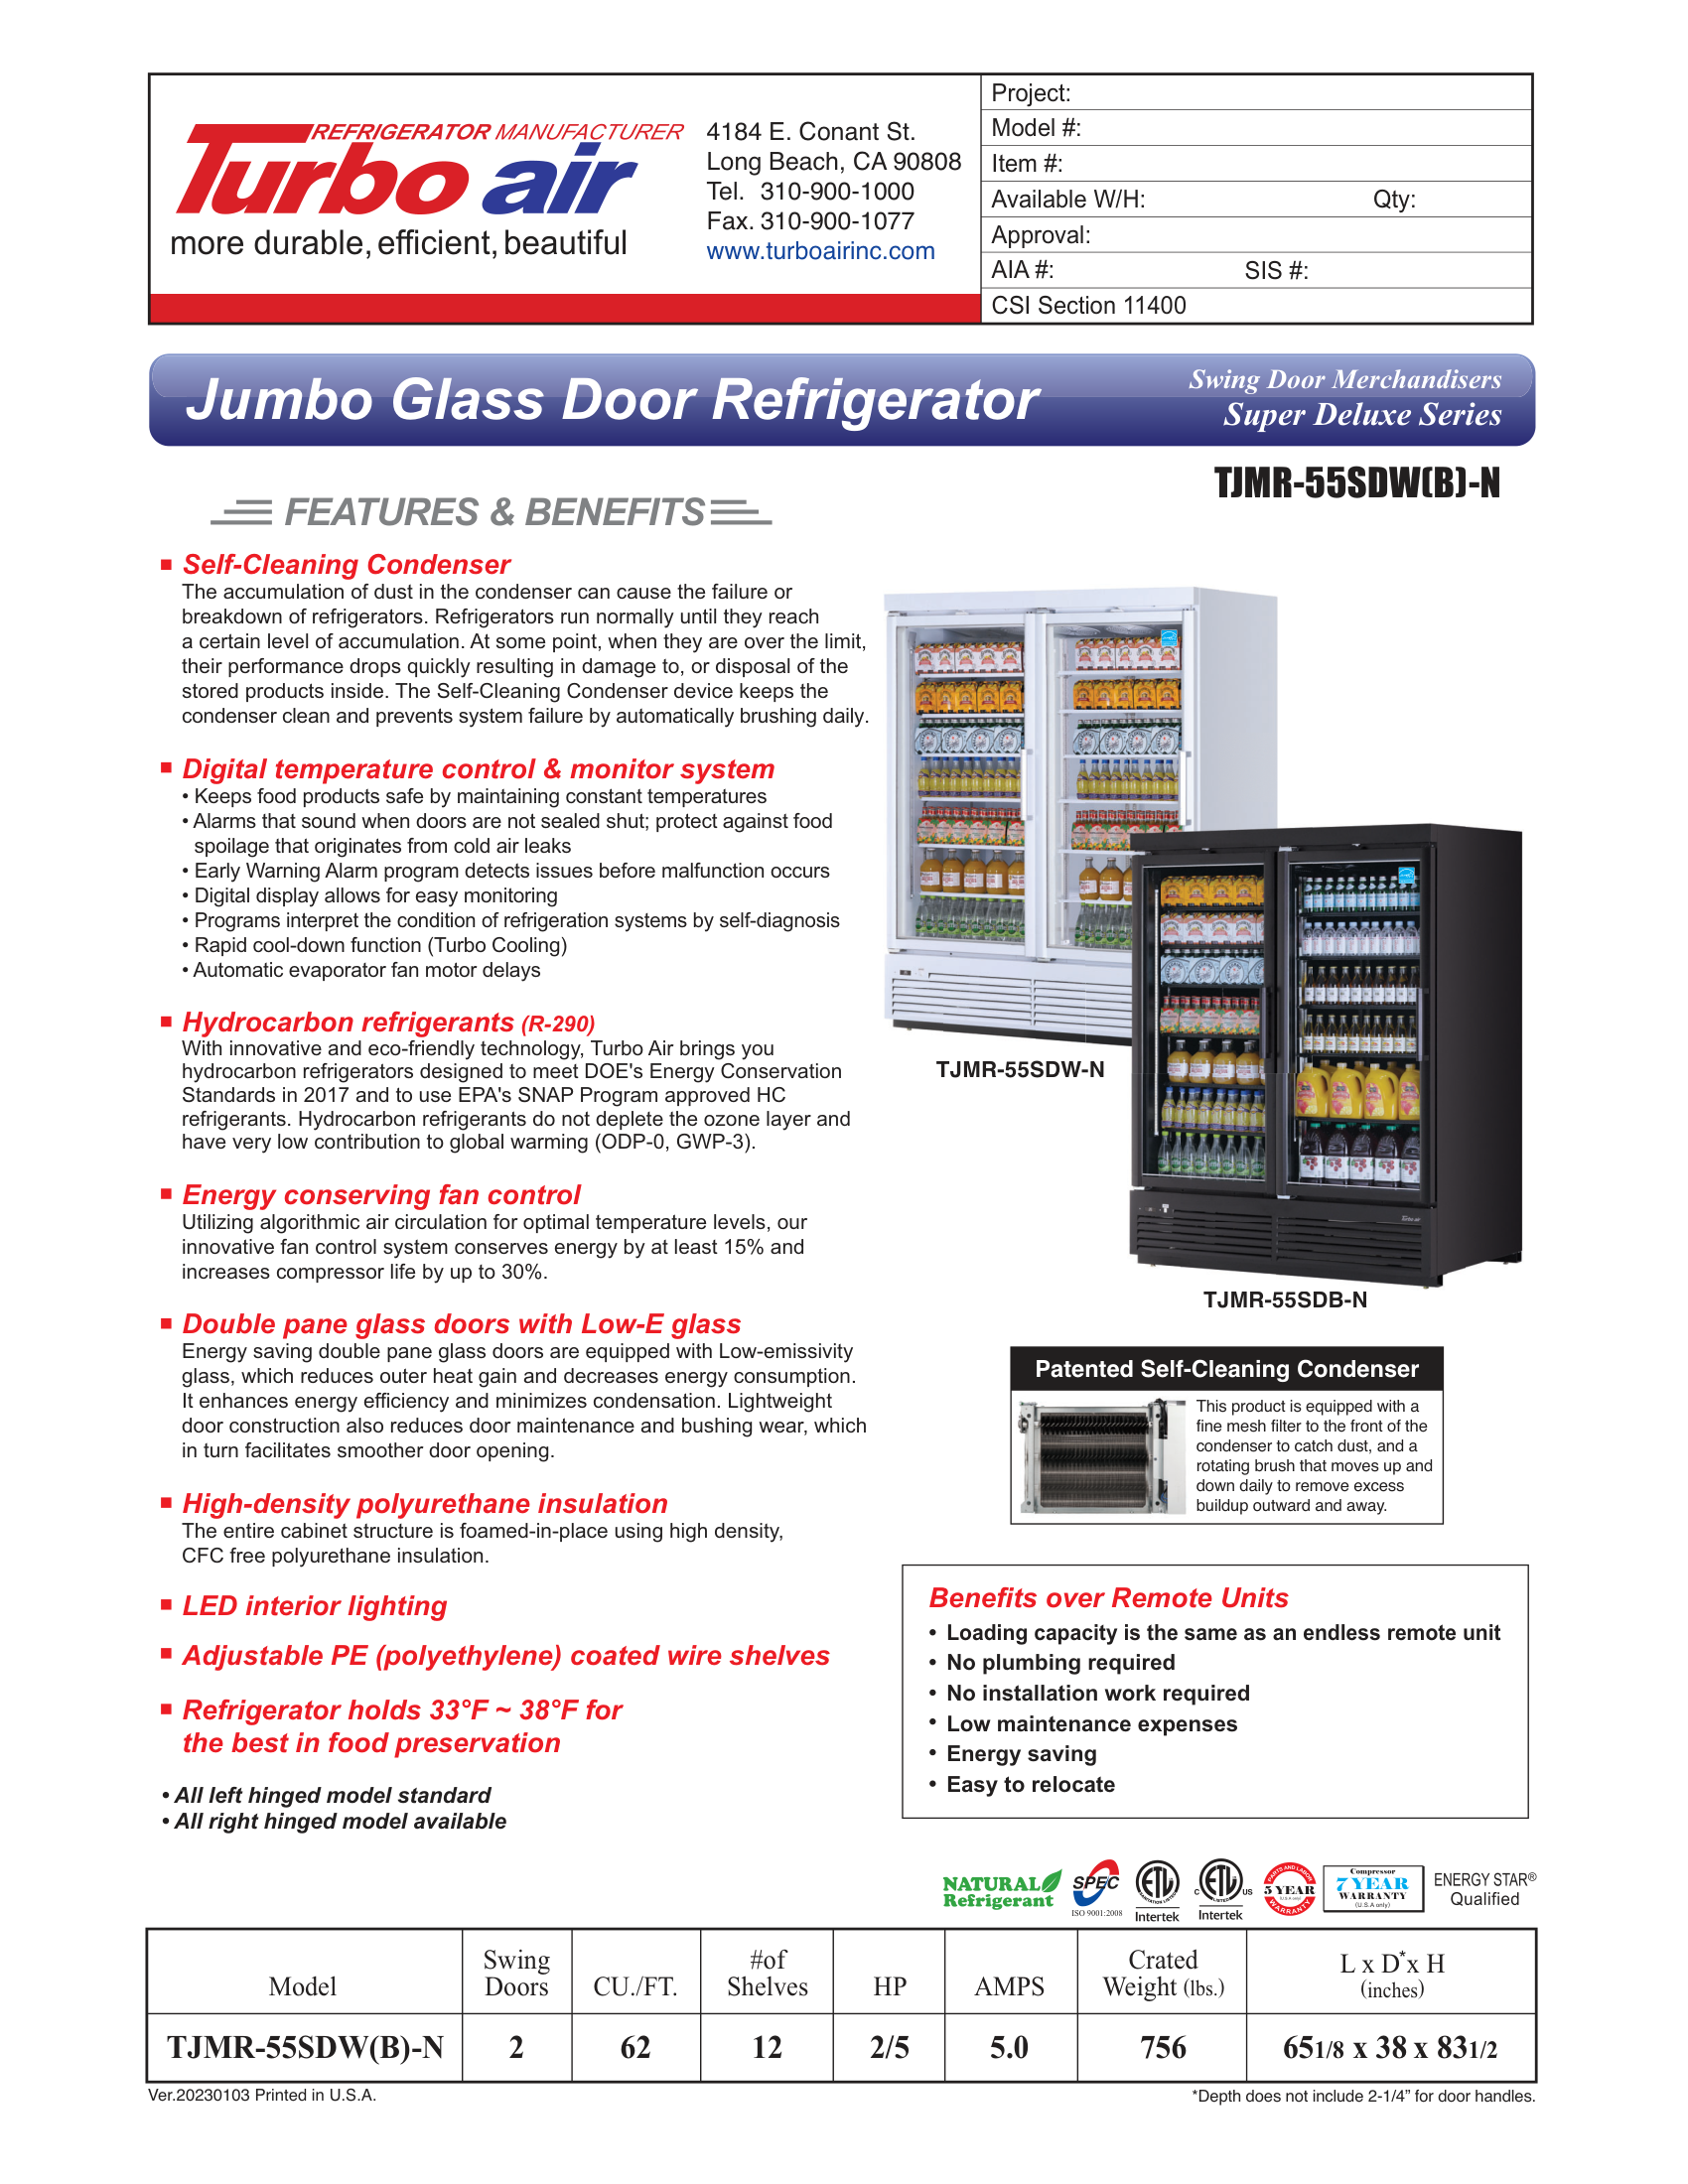 REFRIGERATOR MANUFACTURER
Turbo air
more durable, efficient, beautiful
4184 E. Conant St.
Long Beach, CA 90808
Tel. 310-900-1000
Fax. 310-900-1077
www.turboairinc.com
Project:
Model #:
Item #:
Available W/H: Qty:
Approval:
AIA #: SIS #:
CSI Section 11400
Jumbo Glass Door Refrigerator
Swing Door Merchandisers
Super Deluxe Series
TJMR-55SDW(B)-N
FEATURES & BENEFITS
Self-Cleaning Condenser
The accumulation of dust in the condenser can cause the failure or
breakdown of refrigerators. Refrigerators run normally until they reach
a certain level of accumulation. At some point, when they are over the limit,
their performance drops quickly resulting in damage to, or disposal of the
stored products inside. The Self-Cleaning Condenser device keeps the
condenser clean and prevents system failure by automatically brushing daily.
Digital temperature control & monitor system
• Keeps food products safe by maintaining constant temperatures
• Alarms that sound when doors are not sealed shut; protect against food
spoilage that originates from cold air leaks
• Early Warning Alarm program detects issues before malfunction occurs
• Digital display allows for easy monitoring
• Programs interpret the condition of refrigeration systems by self-diagnosis
• Rapid cool-down function (Turbo Cooling)
• Automatic evaporator fan motor delays
Hydrocarbon refrigerants (R-290)
With innovative and eco-friendly technology, Turbo Air brings you
hydrocarbon refrigerators designed to meet DOE's Energy Conservation
Standards in 2017 and to use EPA's SNAP Program approved HC
refrigerants. Hydrocarbon refrigerants do not deplete the ozone layer and
have very low contribution to global warming (ODP-0, GWP-3).
Energy conserving fan control
Utilizing algorithmic air circulation for optimal temperature levels, our
innovative fan control system conserves energy by at least 15% and
increases compressor life by up to 30%.
Double pane glass doors with Low-E glass
Energy saving double pane glass doors are equipped with Low-emissivity
glass, which reduces outer heat gain and decreases energy consumption.
It enhances energy efficiency and minimizes condensation. Lightweight
door construction also reduces door maintenance and bushing wear, which
in turn facilitates smoother door opening.
High-density polyurethane insulation
The entire cabinet structure is foamed-in-place using high density,
CFC free polyurethane insulation.
LED interior lighting
Adjustable PE (polyethylene) coated wire shelves
Refrigerator holds 33°F ~ 38°F for
the best in food preservation
• All left hinged model standard
• All right hinged model available
TJMR-55SDW-N
Turbo air
TJMR-55SDB-N
Patented Self-Cleaning Condenser
This product is equipped with a
fine mesh filter to the front of the
condenser to catch dust, and a
rotating brush that moves up and
down daily to remove excess
buildup outward and away.
Benefits over Remote Units
• Loading capacity is the same as an endless remote unit
• No plumbing required
• No installation work required
• Low maintenance expenses
• Energy saving
• Easy to relocate
NATURAL
Refrigerant
SPEC
ISO 9001:2008
ETL
SANITATION LISTED
Intertek
C ETL US
LISTED
Intertek
PARTS AND LABOR
5 YEAR
(U.S.A only)
WARRANTY
Compressor
7 YEAR
WARRANTY
(U.S.A only)
ENERGY STAR®
Qualified
Model
Swing
Doors
CU./FT.
#of
Shelves
HP
AMPS
Crated
Weight (lbs.)
L x D* x H
(inches)
TJMR-55SDW(B)-N 2 62 12 2/5 5.0 756 65 1/8 x 38 x 83 1/2
Ver.20230103 Printed in U.S.A.
*Depth does not include 2-1/4” for door handles.